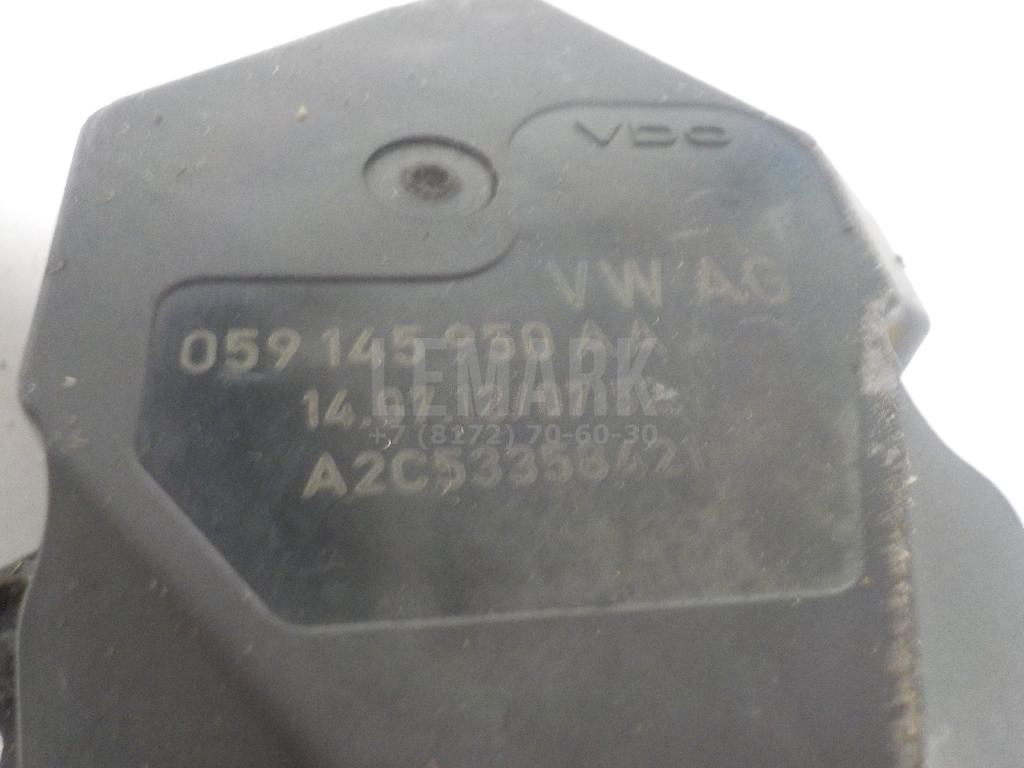 VDO
VW AG
059 145 950 AA
LEMARK
+7 (8172) 70-60-30
A2C53358421